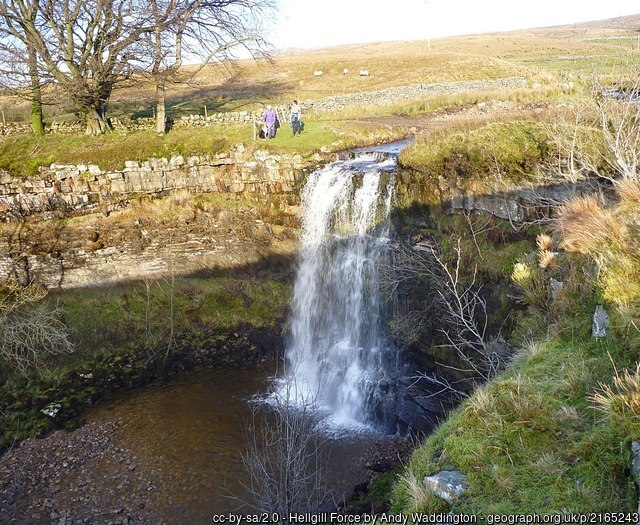 cc-by-sa/2.0 - Hellgill Force by Andy Waddington - geograph.org.uk/p/2165243